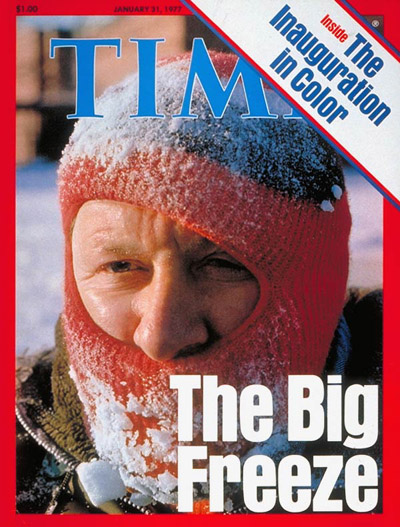 $1.00
JANUARY 31, 1977
TIME
Inside The
Inauguration
in Color
®
The Big
Freeze